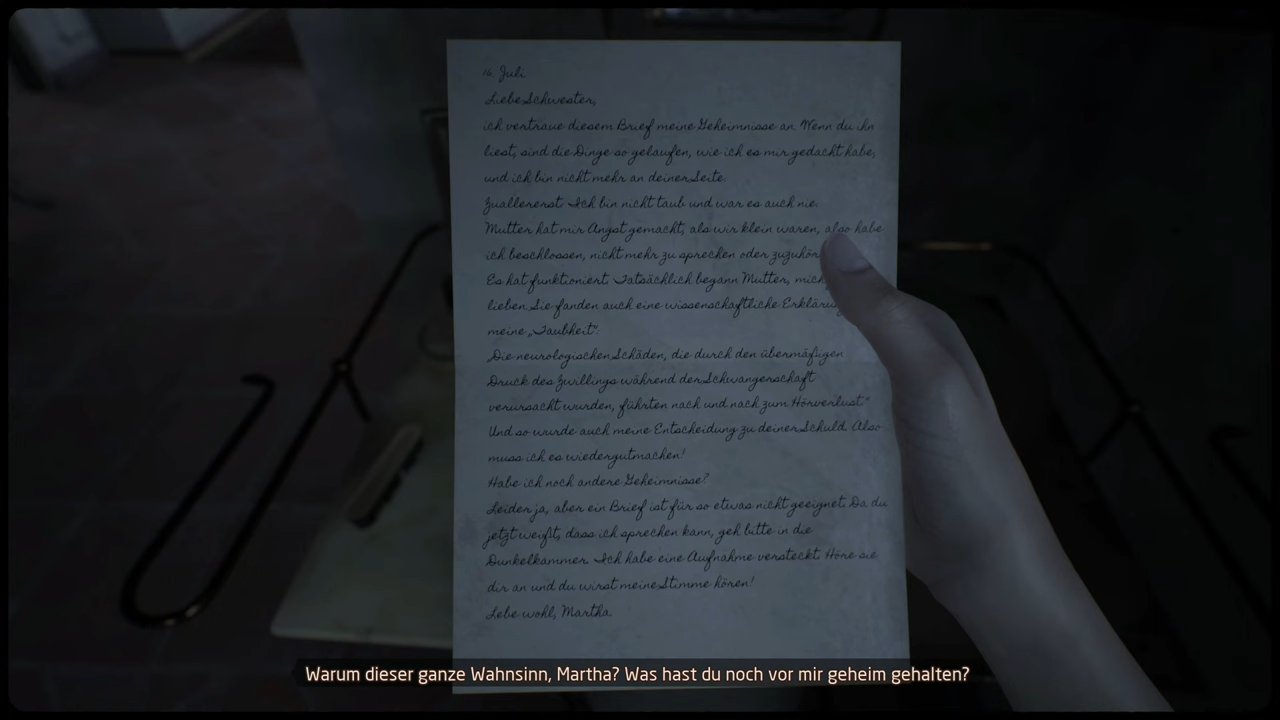 16. Juli.
Liebe Schwester,
ich vertraue diesem Brief meine Geheimnisse an. Wenn du ihn
liest, sind die Dinge so gelaufen, wie ich es mir gedacht habe,
und ich bin nicht mehr an deiner Seite.
Zuallererst: Ich bin nicht taub und war es auch nie.
Mutter hat mir Angst gemacht, als wir klein waren, also habe
ich beschlossen, nicht mehr zu sprechen oder
Es hat funktioniert. Tatsächlich begann Mutter,
lieben. Sie fanden auch eine wissenschaftliche
meine „Taubheit":
„Die neurologischen Schäden, die durch den übermäßigen
Druck des Zwillings während der Schwangerschaft
verursacht wurden, führten nach und nach zum Hörverlust."
Und so wurde auch meine Entscheidung zu deiner Schuld. Also
muss ich es wiedergutmachen!
Habe ich noch andere Geheimnisse?
Leider ja, aber ein Brief ist für so etwas nicht geeignet. Da du
jetzt weißt, dass ich sprechen kann, geh bitte in die
Dunkelkammer. Ich habe eine Aufnahme versteckt. Höre sie
dir an und du wirst meine Stimme hören!
Lebe wohl, Martha.
Warum dieser ganze Wahnsinn, Martha? Was hast du noch vor mir geheim gehalten?